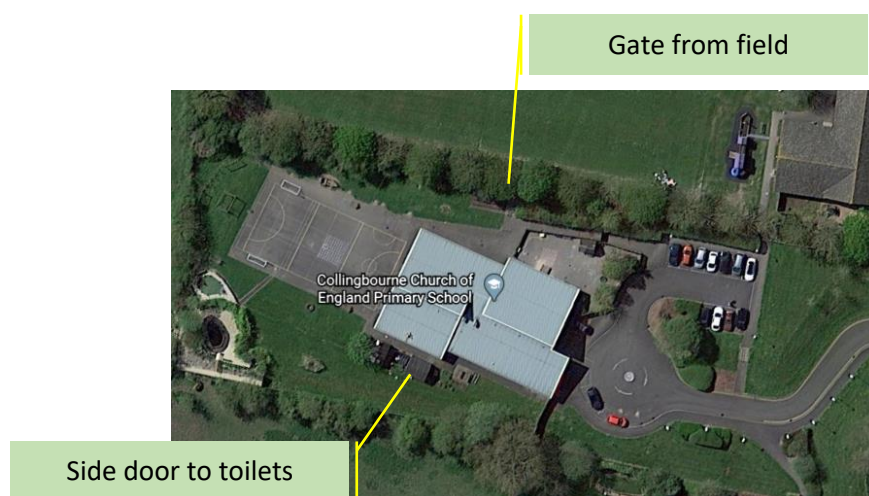 Gate from field
Collingbourne Church of
England Primary School
Side door to toilets